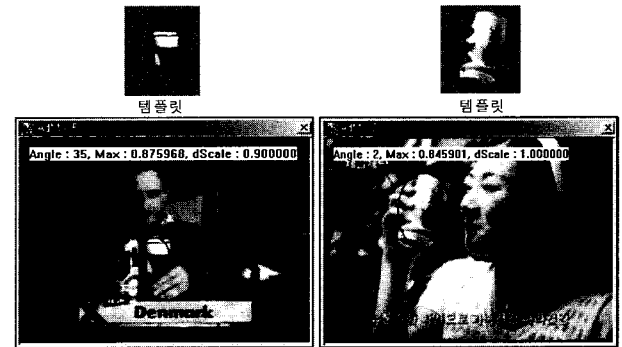 템플릿
템플릿
Angle : 35, Max : 0.875968, dScale : 0.900000
Angle : 2, Max : 0.845901, dScale : 1.000000
Denmark